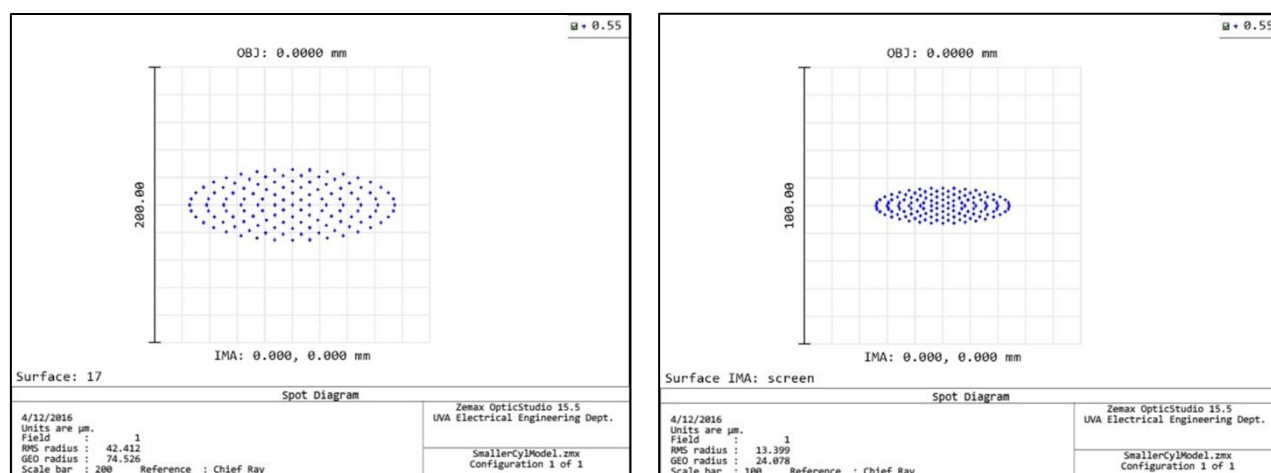 + 0.55
OBJ: 0.0000 mm
200.00
IMA: 0.000, 0.000 mm
Surface: 17
Spot Diagram
4/12/2016
Units are µm.
Field : 1
RMS radius : 42.412
GEO radius : 74.526
Scale bar : 200 Reference : Chief Ray
Zemax OpticStudio 15.5
UVA Electrical Engineering Dept.
SmallerCylModel.zmx
Configuration 1 of 1
+ 0.55
OBJ: 0.0000 mm
100.00
IMA: 0.000, 0.000 mm
Surface IMA: screen
Spot Diagram
4/12/2016
Units are µm.
Field : 1
RMS radius : 13.399
GEO radius : 24.078
Scale bar : 100 Reference : Chief Ray
Zemax OpticStudio 15.5
UVA Electrical Engineering Dept.
SmallerCylModel.zmx
Configuration 1 of 1